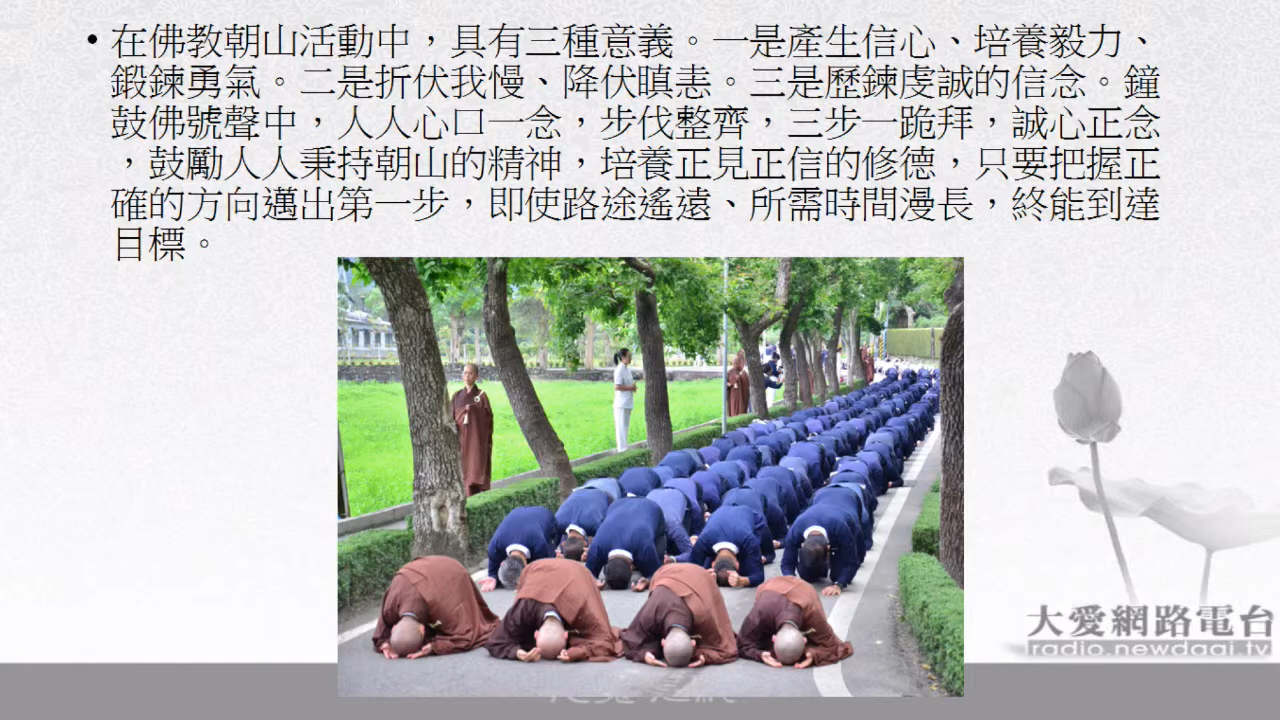 • 在佛教朝山活動中，具有三種意義。一是產生信心、培養毅力、
鍛鍊勇氣。二是折伏我慢、降伏瞋恚。三是歷鍊虔誠的信念。鐘
鼓佛號聲中，人人心口一念，步伐整齊，三步一跪拜，誠心正念
，鼓勵人人秉持朝山的精神，培養正見正信的修德，只要把握正
確的方向邁出第一步，即使路途遙遠、所需時間漫長，終能到達
目標。
大愛網路電台
radio.newdaai.tv